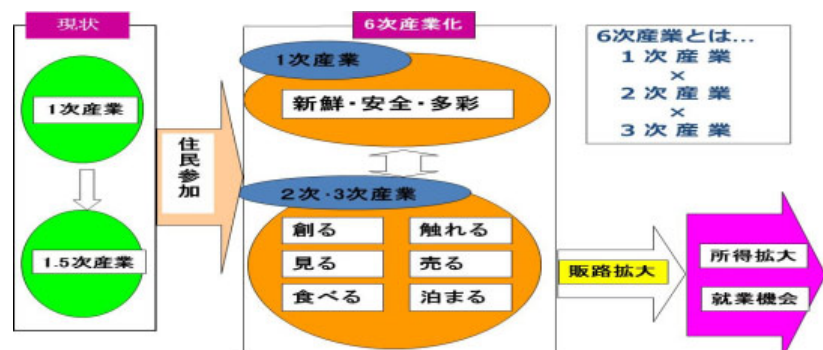 現状
1次産業
1.5次産業
住民参加
6次産業化
1次産業
新鮮・安全・多彩
2次・3次産業
創る
触れる
見る
売る
食べる
泊まる
6次産業とは…
1次産業
×
2次産業
×
3次産業
販路拡大
所得拡大
就業機会